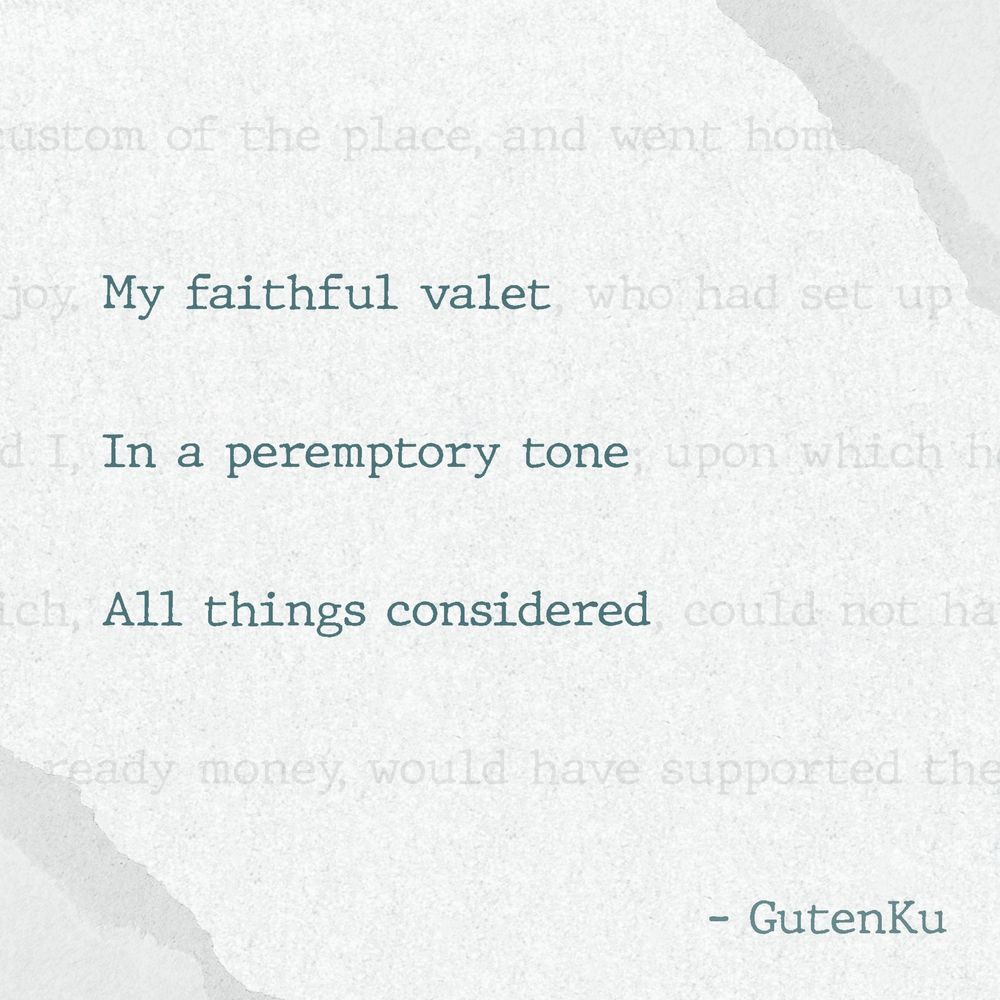 custom of the place, and went hom
joy. My faithful valet, who had set up
d I, In a peremptory tone; upon which h
ich, All things considered, could not ha
ready money, would have supported the
- GutenKu